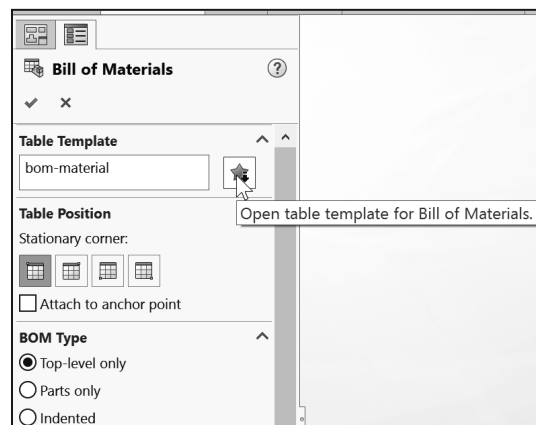 Bill of Materials
?
Table Template
bom-material
Open table template for Bill of Materials.
Table Position
Stationary corner:
Attach to anchor point
BOM Type
Top-level only
Parts only
Indented